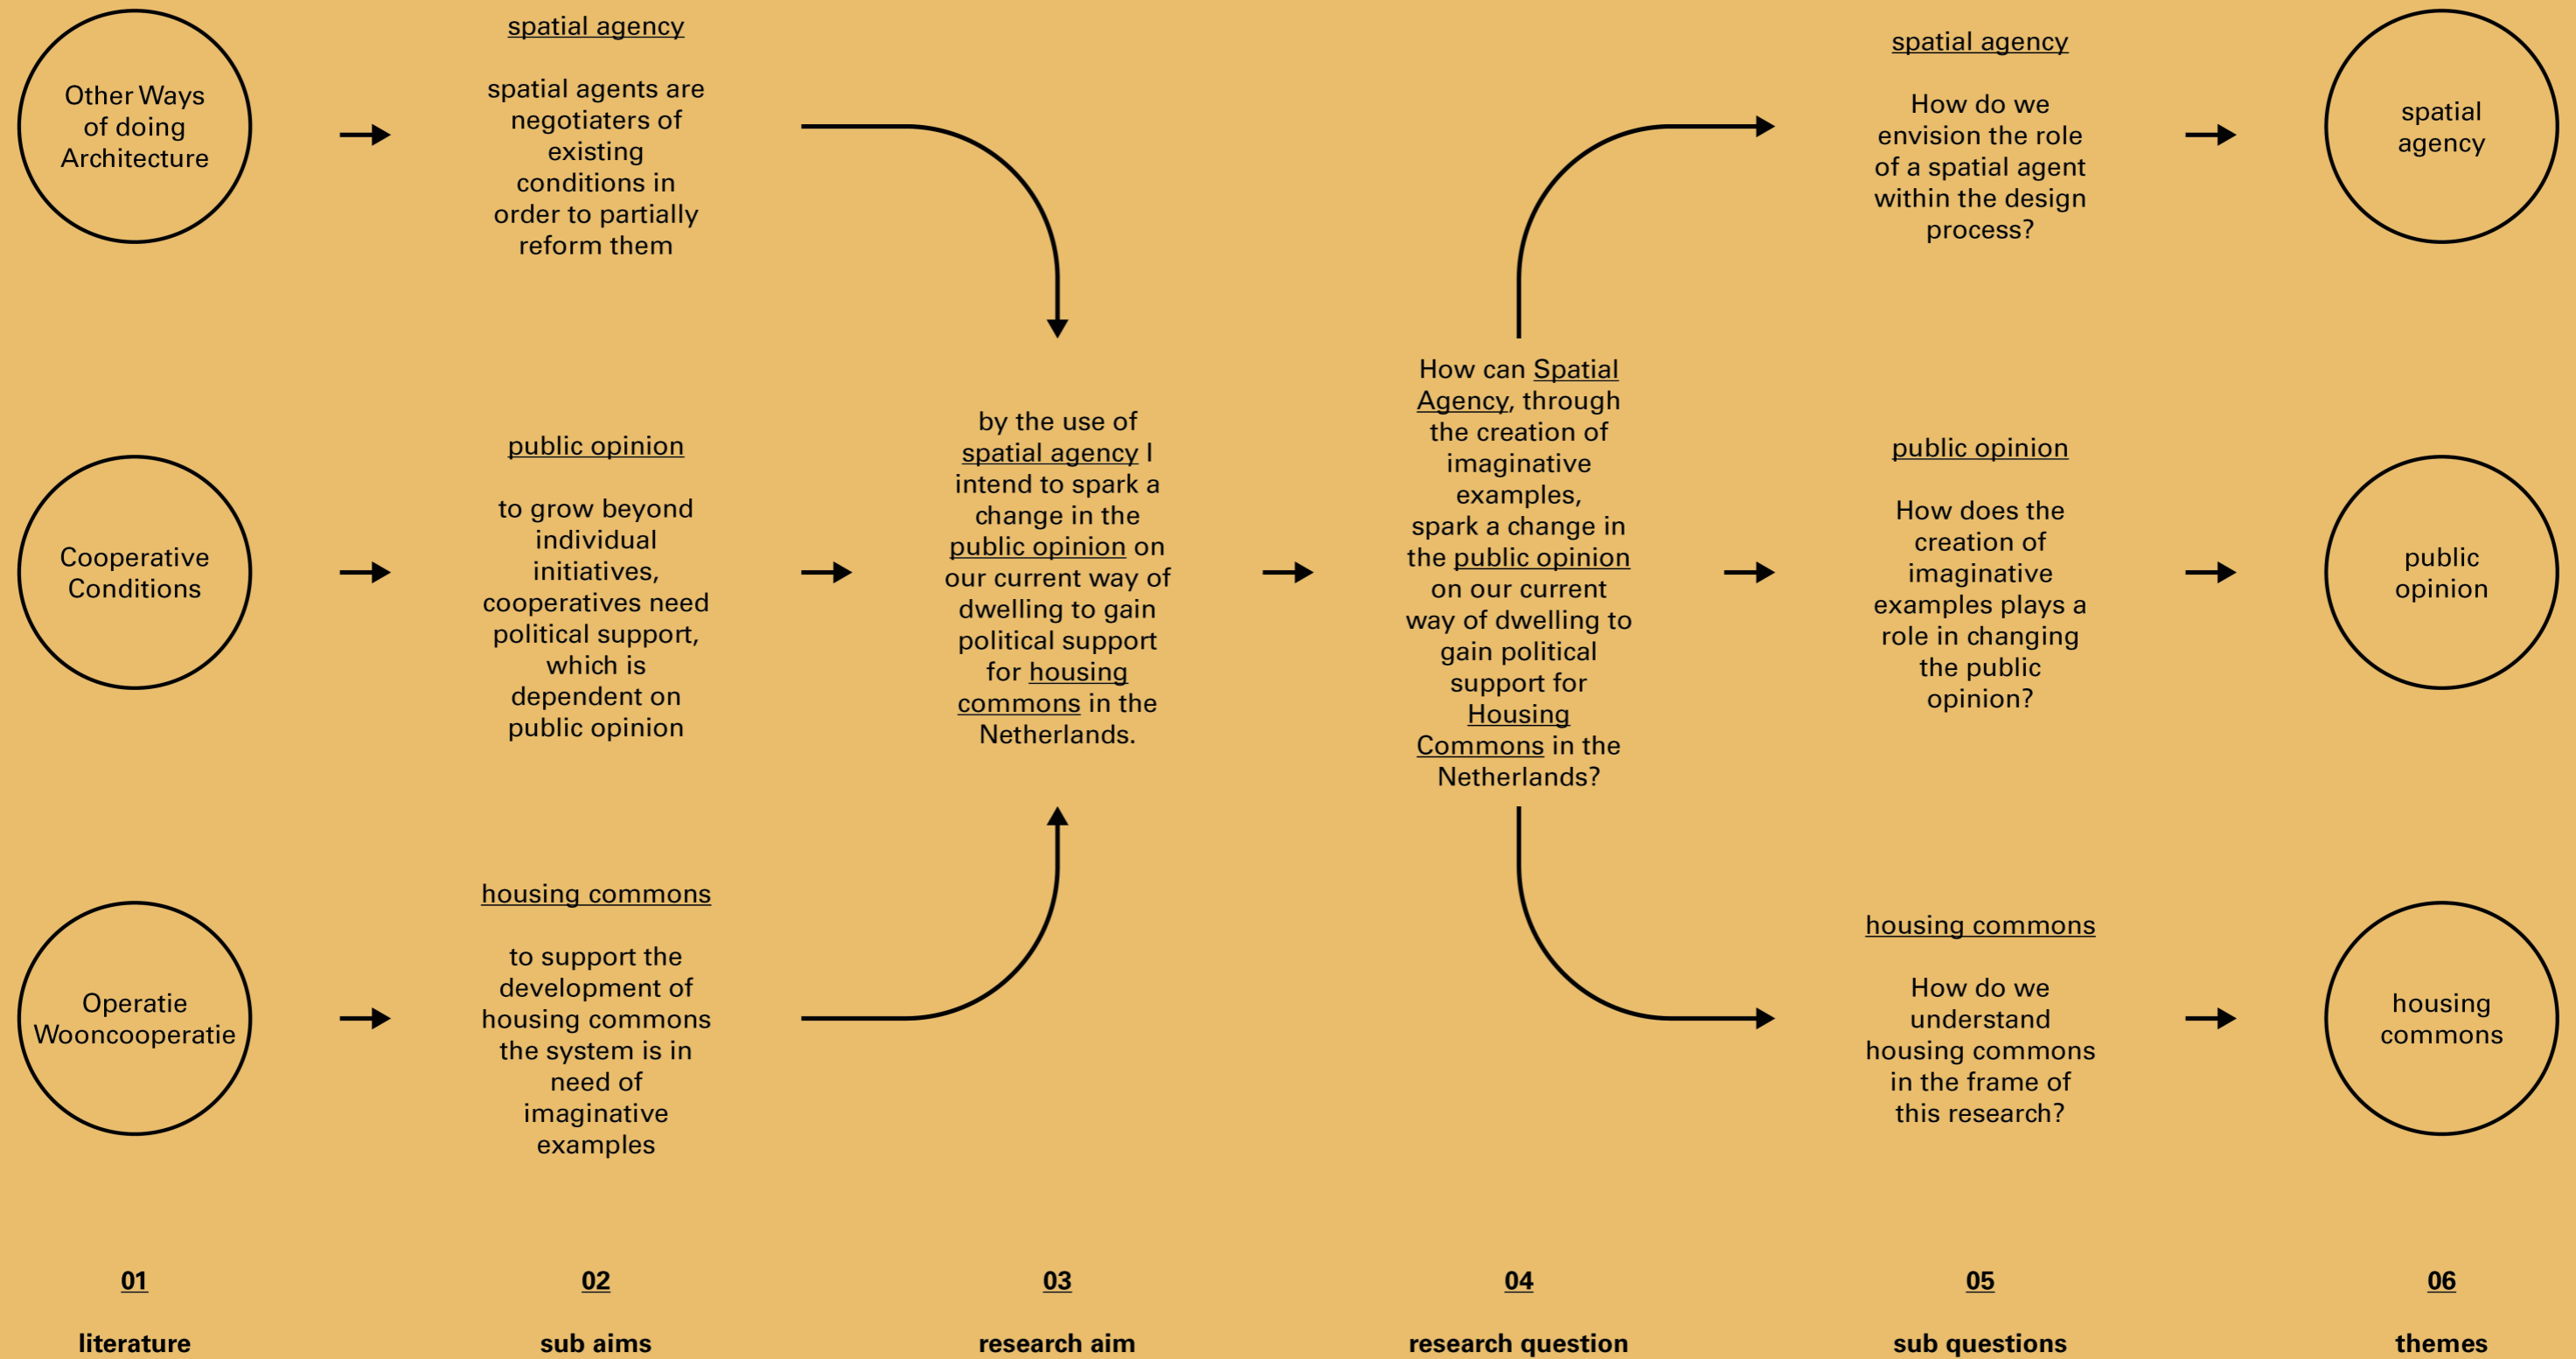 Other Ways
of doing
Architecture
spatial agency
spatial agents are
negotiaters of
existing
conditions in
order to partially
reform them
spatial agency
How do we
envision the role
of a spatial agent
within the design
process?
spatial
agency
Cooperative
Conditions
public opinion
to grow beyond
individual
initiatives,
cooperatives need
political support,
which is
dependent on
public opinion
by the use of
spatial agency I
intend to spark a
change in the
public opinion on
our current way of
dwelling to gain
political support
for housing
commons in the
Netherlands.
How can Spatial
Agency, through
the creation of
imaginative
examples,
spark a change in
the public opinion
on our current
way of dwelling to
gain political
support for
Housing
Commons in the
Netherlands?
public opinion
How does the
creation of
imaginative
examples plays a
role in changing
the public
opinion?
public
opinion
Operatie
Wooncooperatie
housing commons
to support the
development of
housing commons
the system is in
need of
imaginative
examples
housing commons
How do we
understand
housing commons
in the frame of
this research?
housing
commons
01
literature
02
sub aims
03
research aim
04
research question
05
sub questions
06
themes